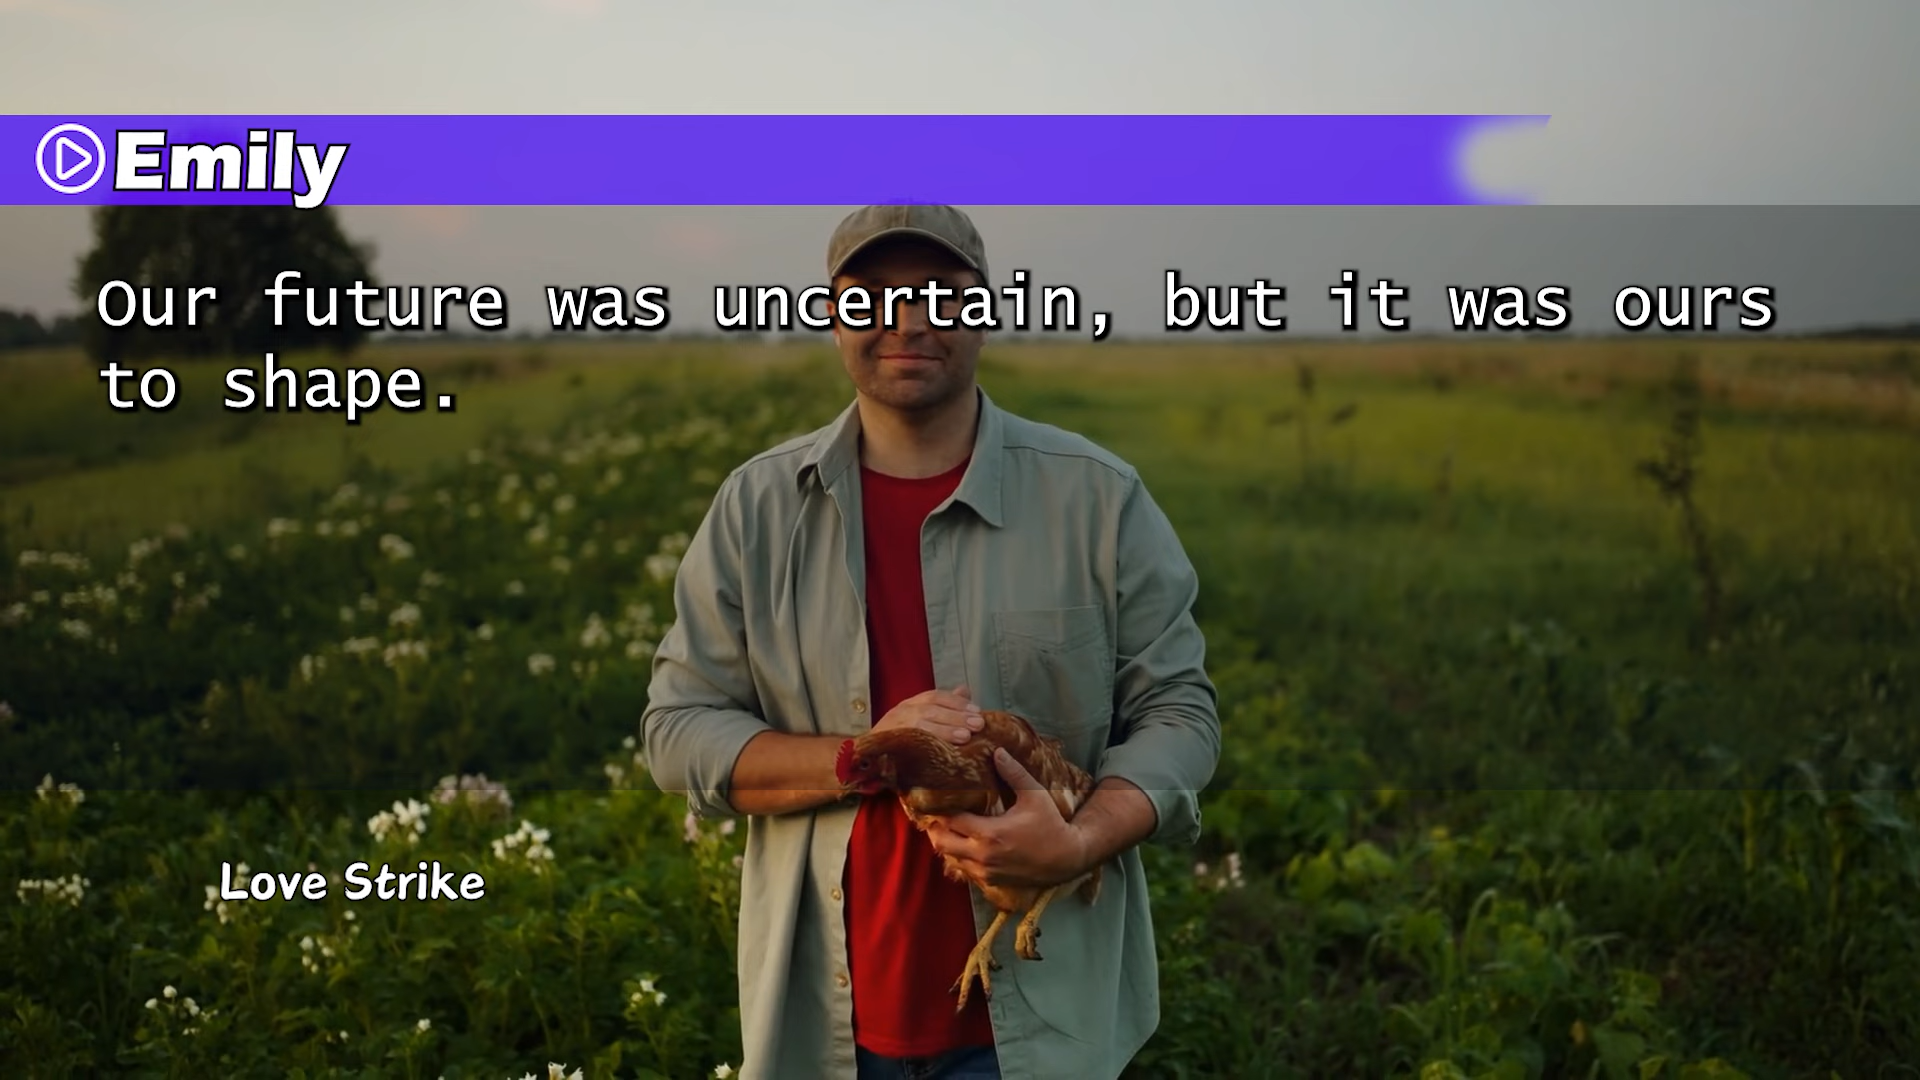 Emily
Our future was uncertain, but it was ours
to shape.
Love Strike